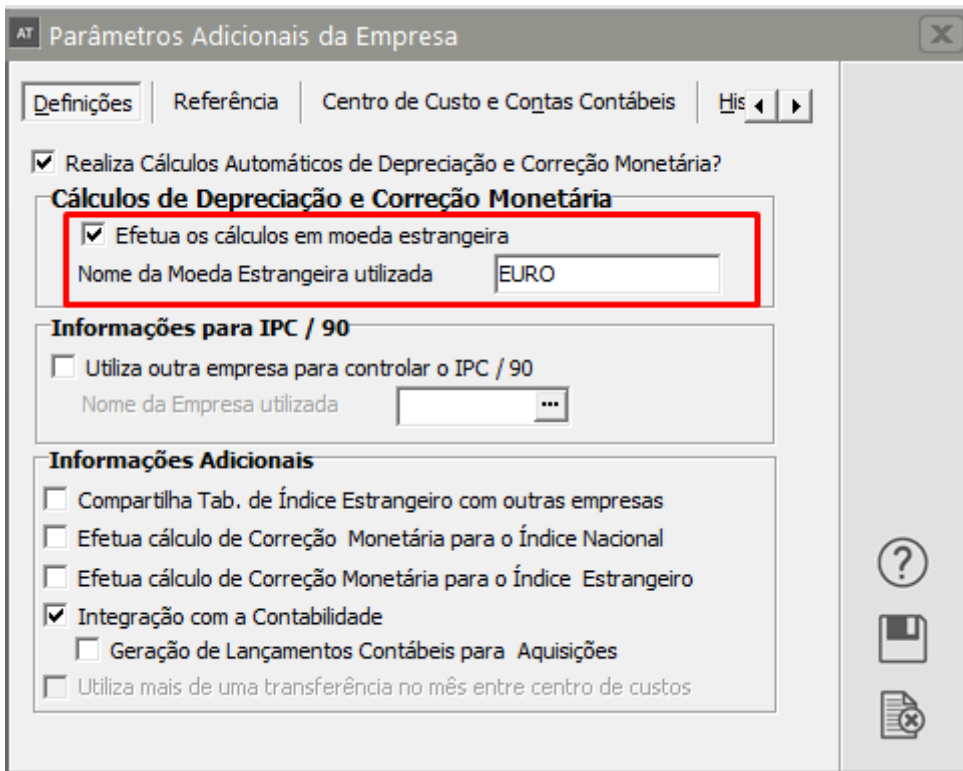 AT Parâmetros Adicionais da Empresa
Definições Referência Centro de Custo e Contas Contábeis His
Realiza Cálculos Automáticos de Depreciação e Correção Monetária?
Cálculos de Depreciação e Correção Monetária
Efetua os cálculos em moeda estrangeira
Nome da Moeda Estrangeira utilizada EURO
Informações para IPC / 90
Utiliza outra empresa para controlar o IPC / 90
Nome da Empresa utilizada ...
Informações Adicionais
Compartilha Tab. de Índice Estrangeiro com outras empresas
Efetua cálculo de Correção Monetária para o Índice Nacional
Efetua cálculo de Correção Monetária para o Índice Estrangeiro
Integração com a Contabilidade
Geração de Lançamentos Contábeis para Aquisições
Utiliza mais de uma transferência no mês entre centro de custos